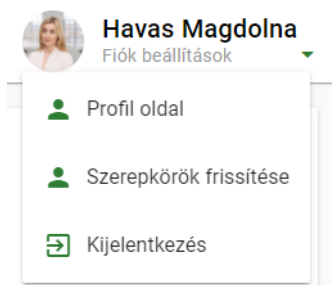 Havas Magdolna
Fiók beállítások
Profil oldal
Szerepkörök frissítése
Kijelentkezés